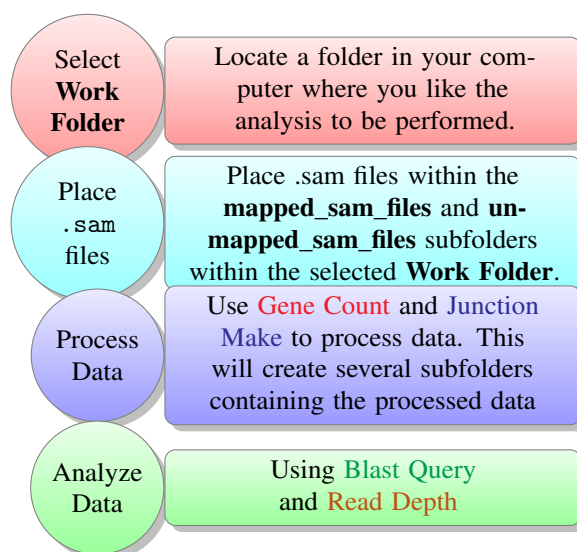 Select
Work
Folder
Locate a folder in your com-
puter where you like the
analysis to be performed.
Place
.sam
files
Place .sam files within the
mapped_sam_files and un-
mapped_sam_files subfolders
within the selected Work Folder.
Process
Data
Use Gene Count and Junction
Make to process data. This
will create several subfolders
containing the processed data
Analyze
Data
Using Blast Query
and Read Depth